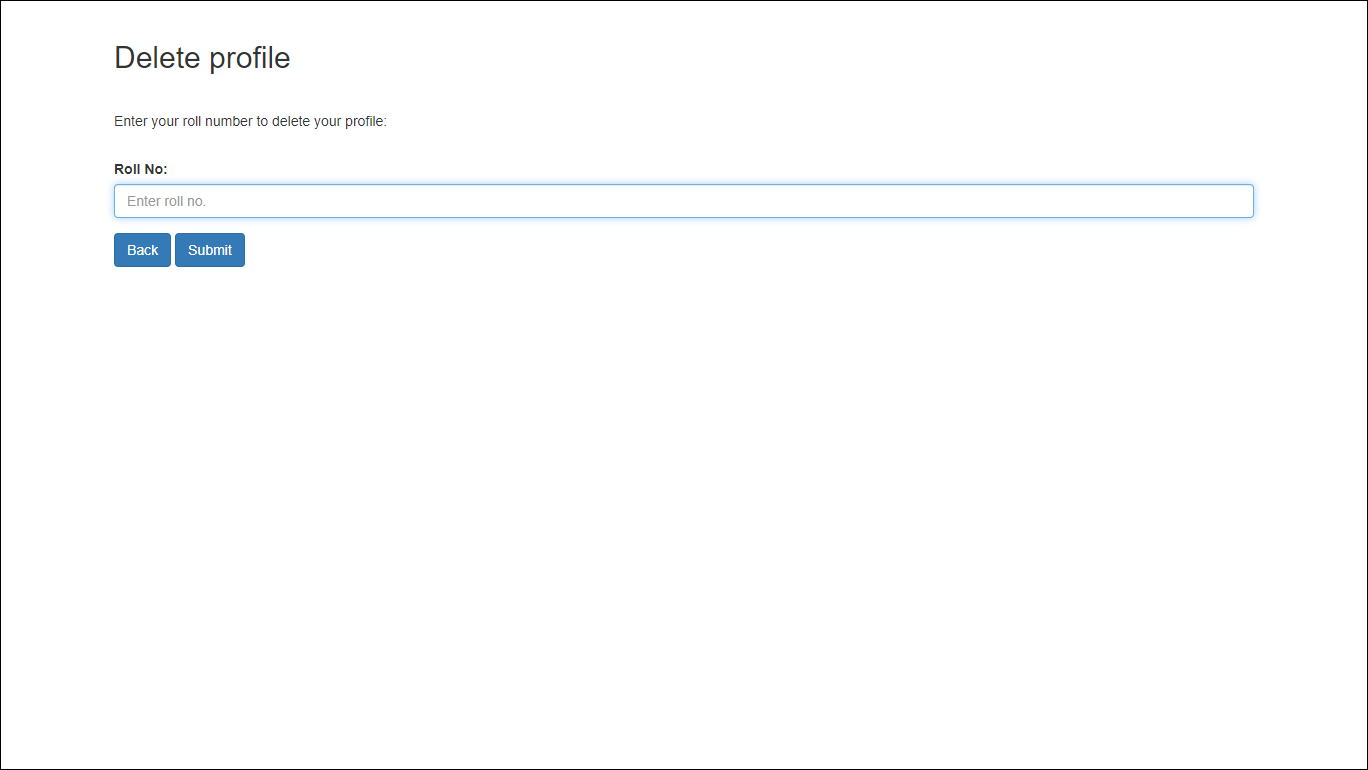 Delete profile
Enter your roll number to delete your profile:
Roll No:
Enter roll no.
Back Submit